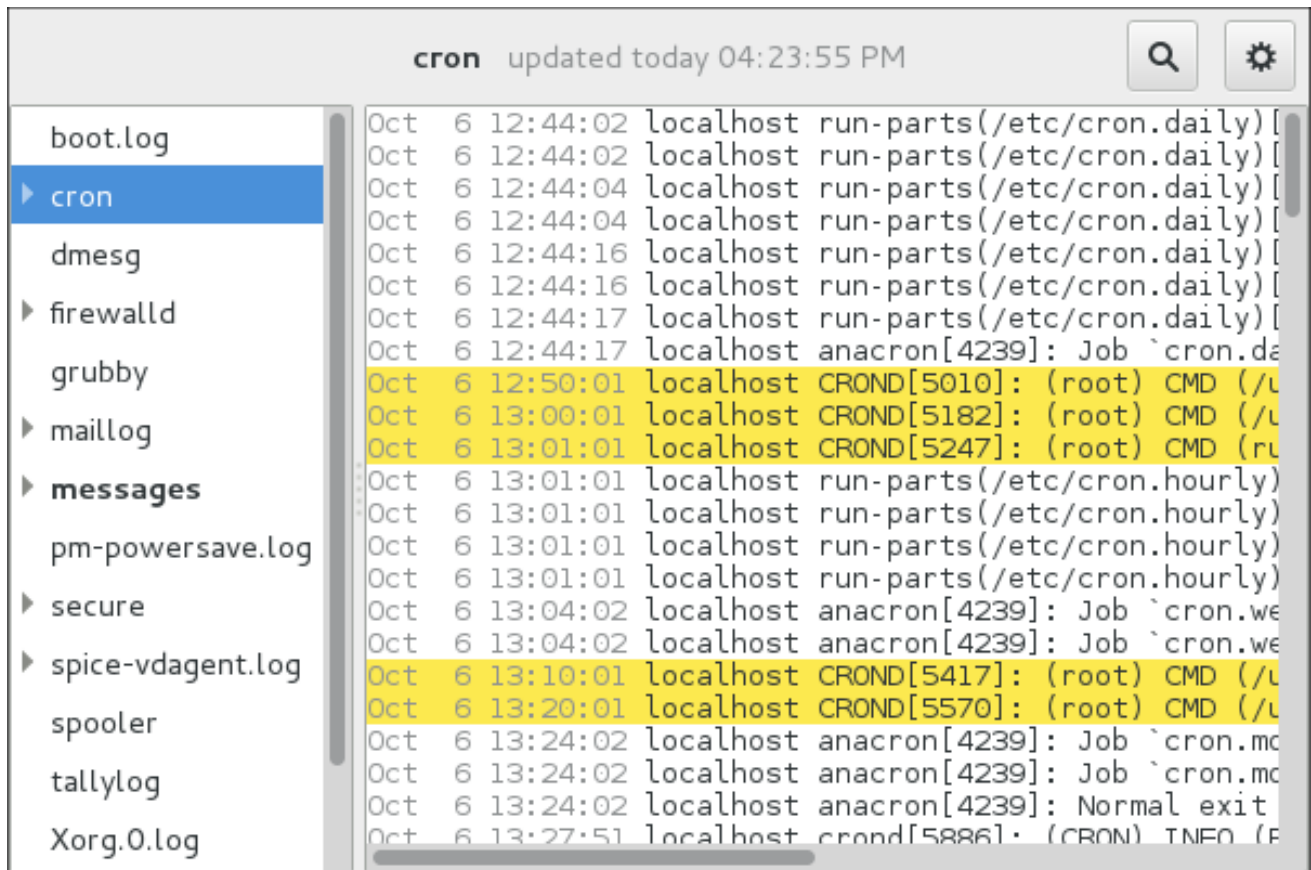 cron updated today 04:23:55 PM
boot.log
cron
dmesg
firewalld
grubby
maillog
messages
pm-powersave.log
secure
spice-vdagent.log
spooler
tallylog
Xorg.0.log
Oct 6 12:44:02 localhost run-parts(/etc/cron.daily)[
Oct 6 12:44:02 localhost run-parts(/etc/cron.daily)[
Oct 6 12:44:04 localhost run-parts(/etc/cron.daily)[
Oct 6 12:44:04 localhost run-parts(/etc/cron.daily)[
Oct 6 12:44:16 localhost run-parts(/etc/cron.daily)[
Oct 6 12:44:16 localhost run-parts(/etc/cron.daily)[
Oct 6 12:44:17 localhost run-parts(/etc/cron.daily)[
Oct 6 12:44:17 localhost anacron[4239]: Job `cron.da
Oct 6 12:50:01 localhost CROND[5010]: (root) CMD (/u
Oct 6 13:00:01 localhost CROND[5182]: (root) CMD (/u
Oct 6 13:01:01 localhost CROND[5247]: (root) CMD (ru
Oct 6 13:01:01 localhost run-parts(/etc/cron.hourly)
Oct 6 13:01:01 localhost run-parts(/etc/cron.hourly)
Oct 6 13:01:01 localhost run-parts(/etc/cron.hourly)
Oct 6 13:01:01 localhost run-parts(/etc/cron.hourly)
Oct 6 13:04:02 localhost anacron[4239]: Job `cron.we
Oct 6 13:04:02 localhost anacron[4239]: Job `cron.we
Oct 6 13:10:01 localhost CROND[5417]: (root) CMD (/u
Oct 6 13:20:01 localhost CROND[5570]: (root) CMD (/u
Oct 6 13:24:02 localhost anacron[4239]: Job `cron.mo
Oct 6 13:24:02 localhost anacron[4239]: Job `cron.mo
Oct 6 13:24:02 localhost anacron[4239]: Normal exit
Oct 6 13:27:51 localhost crond[5886]: (CRON) INFO (